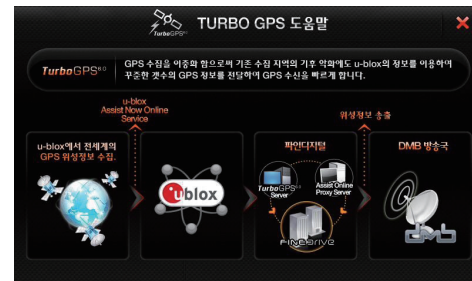 TurboGPS
TURBO GPS 도움말
TurboGPS 6.0
GPS 수집을 이중화 함으로써 기존 수집 지역의 기후 악화에도 u-blox의 정보를 이용하여
꾸준한 갯수의 GPS 정보를 전달하여 GPS 수신을 빠르게 합니다.
u-blox
Assist Now Online
Service
위성정보 송출
u-blox에서 전세계의
GPS 위성정보 수집.
ublox
파인디지털
TurboGPS 6.0
Server
Assist Online
Proxy Server
FINEDRIVE
DMB 방송국
dmb